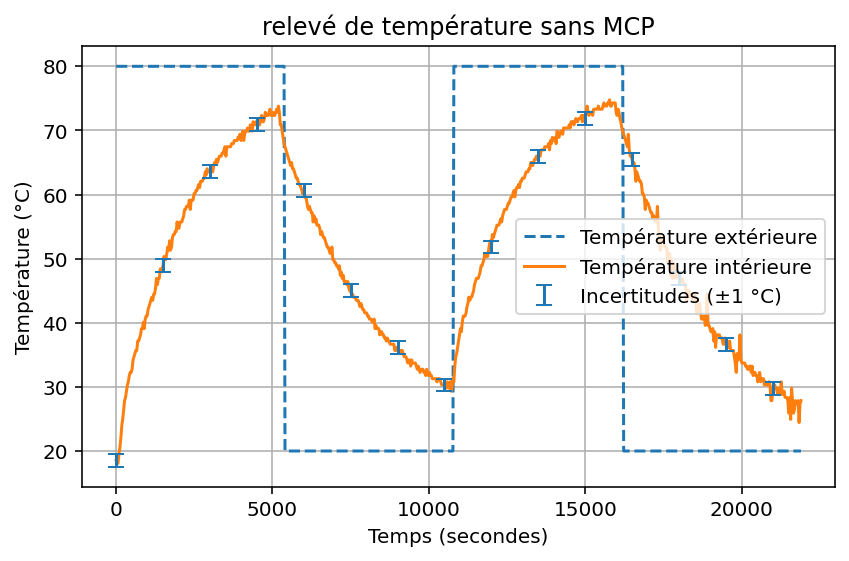 relevé de température sans MCP
80
70
60
50
40
30
20
Température (°C)
Température extérieure
Température intérieure
Incertitudes (±1 °C)
0
5000
10000
15000
20000
Temps (secondes)